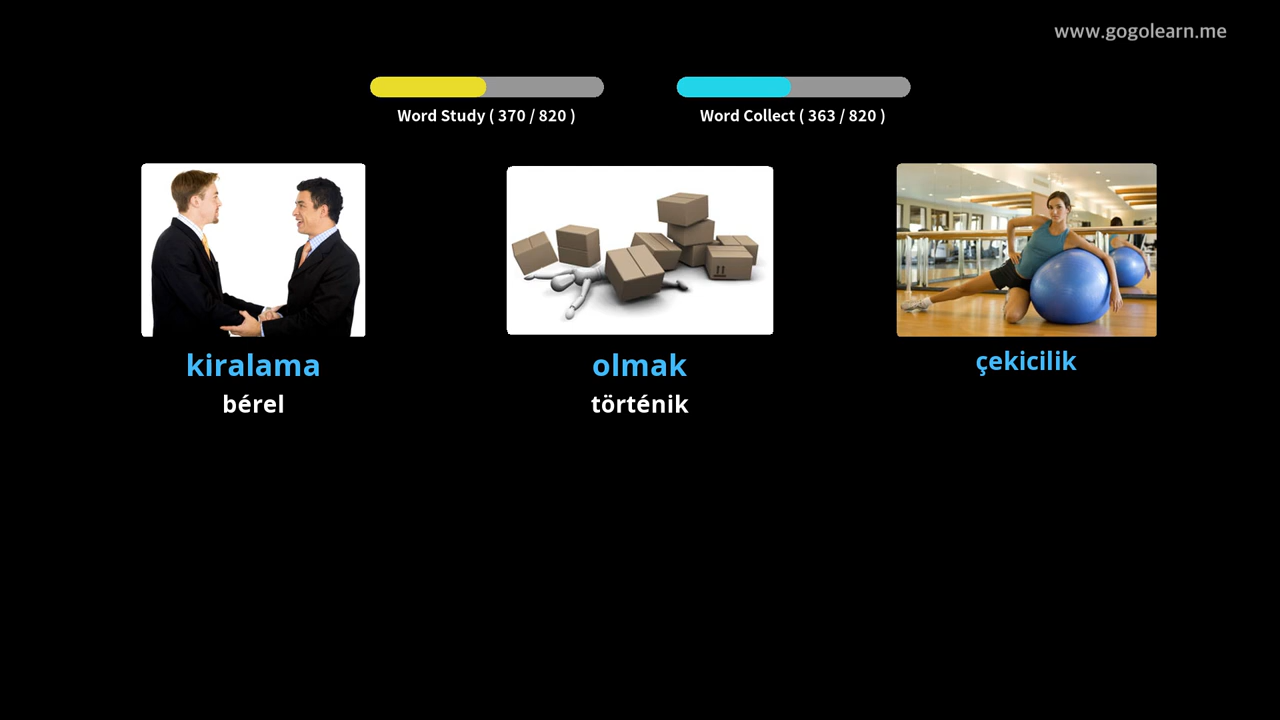 www.gogolearn.me
Word Study ( 370 / 820 )
Word Collect ( 363 / 820 )
kiralama
bérel
olmak
történik
çekicilik